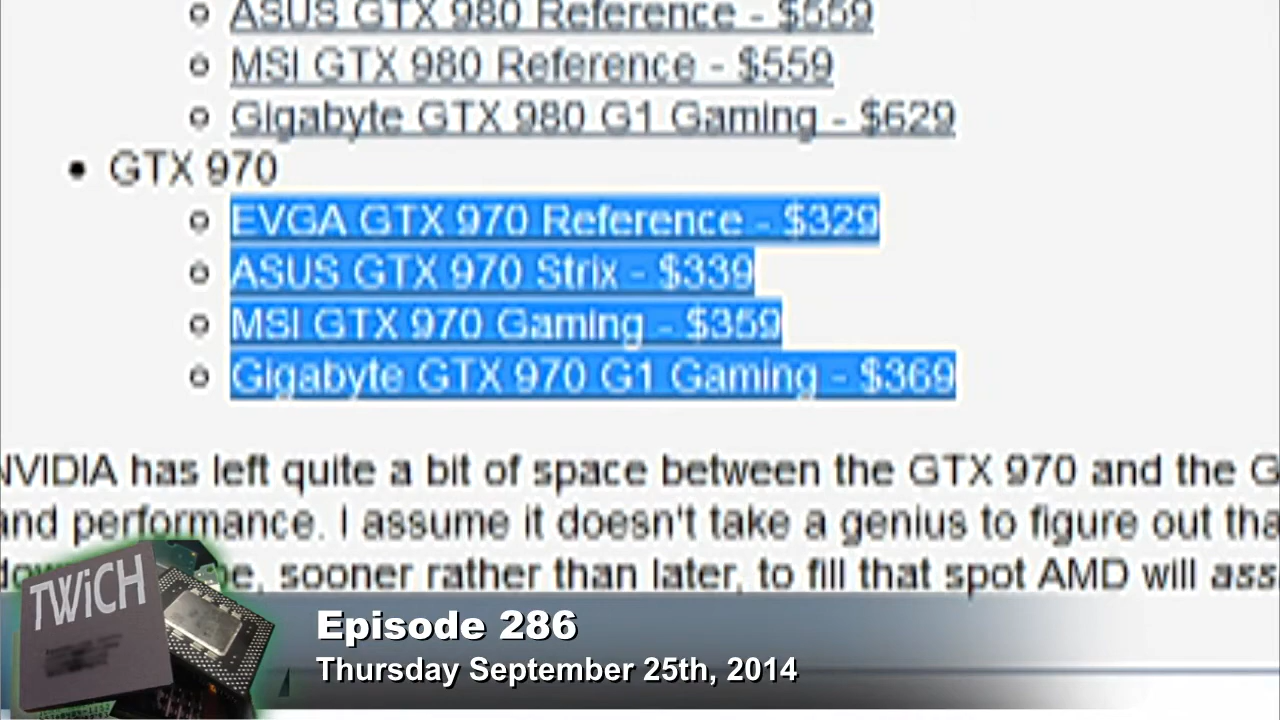 ASUS GTX 980 Reference - $559
MSI GTX 980 Reference - $559
Gigabyte GTX 980 G1 Gaming - $629
GTX 970
EVGA GTX 970 Reference - $329
ASUS GTX 970 Strix - $339
MSI GTX 970 Gaming - $359
Gigabyte GTX 970 G1 Gaming - $369
NVIDIA has left quite a bit of space between the GTX 970 and the G
and performance. I assume it doesn't take a genius to figure out tha
sooner rather than later, to fill that spot AMD will ass
TWiCH
Episode 286
Thursday September 25th, 2014